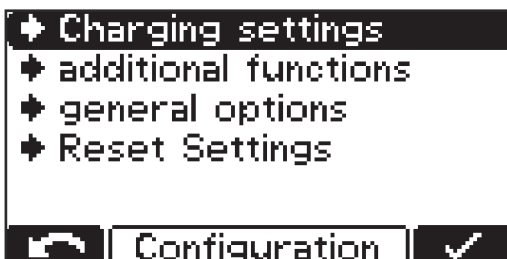 Charging settings
additional functions
general options
Reset Settings
Configuration